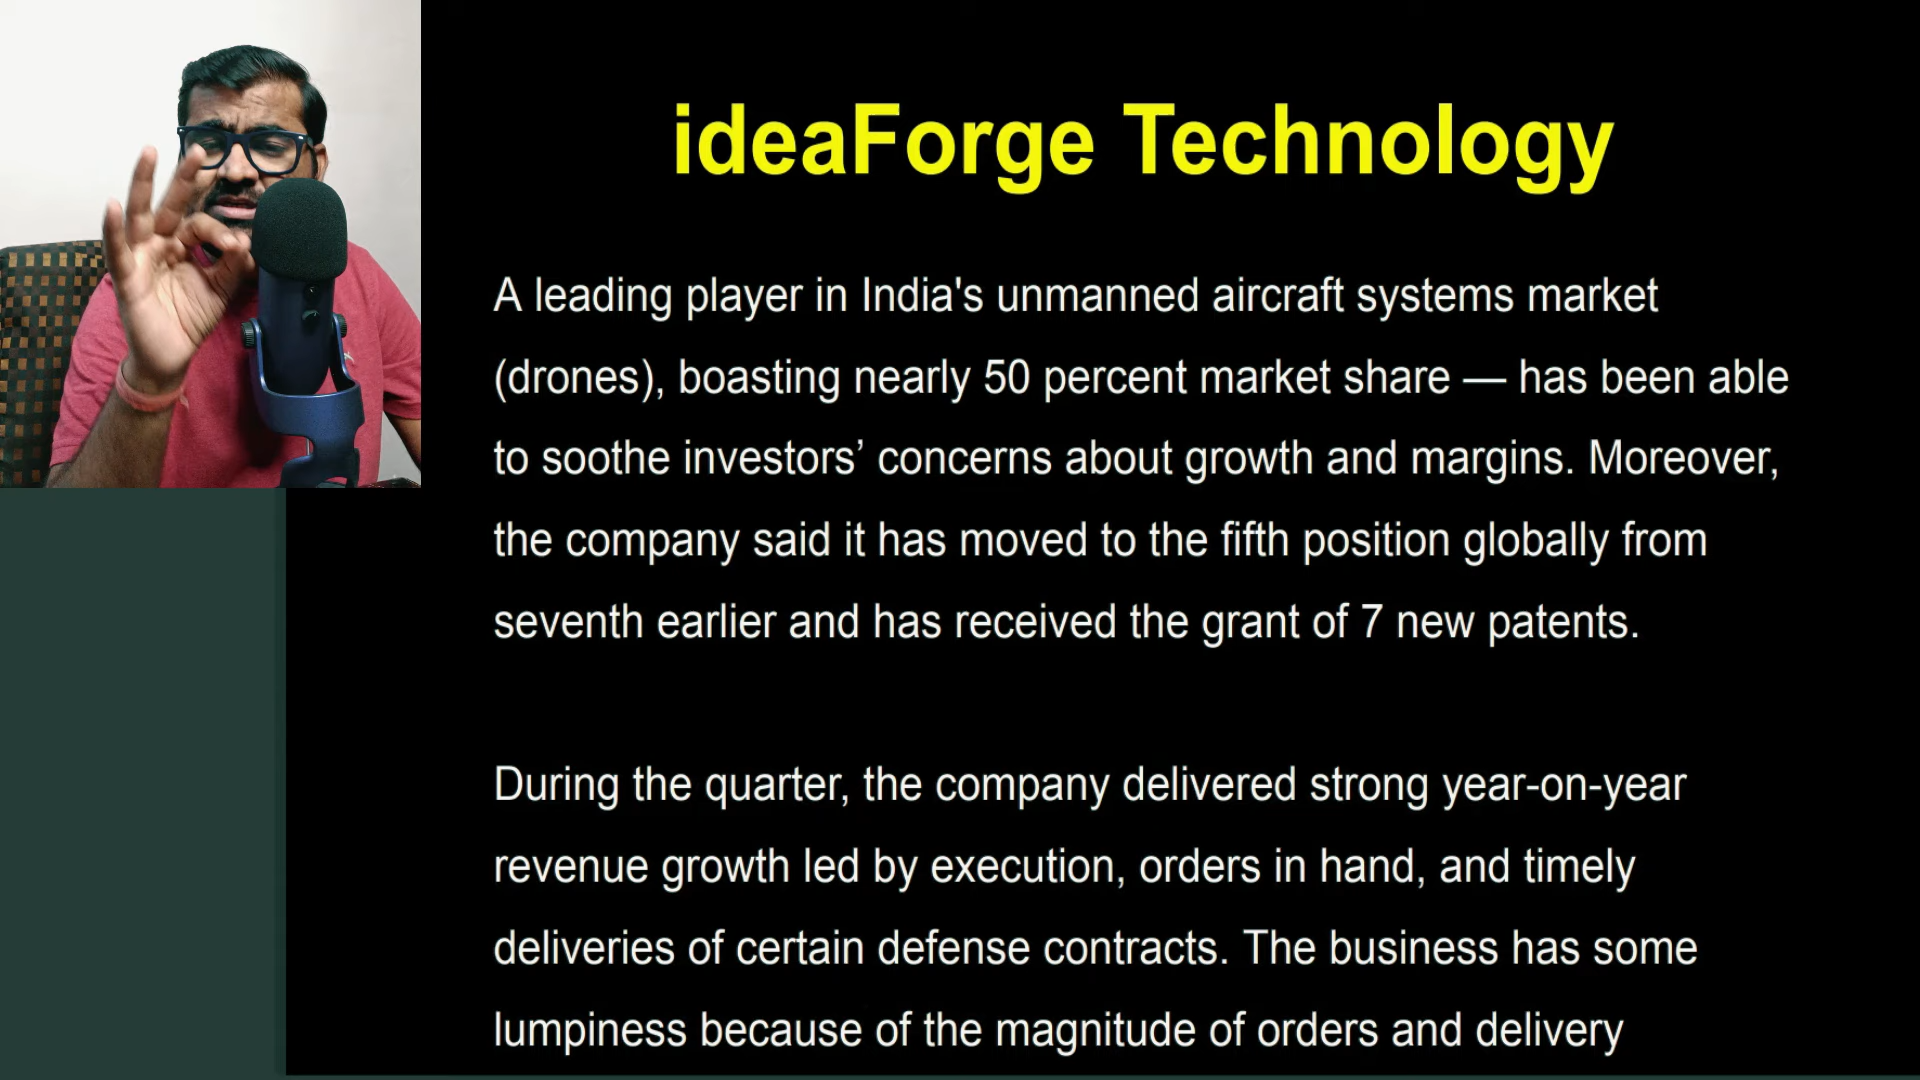 ideaForge Technology
A leading player in India's unmanned aircraft systems market
(drones), boasting nearly 50 percent market share — has been able
to soothe investors’ concerns about growth and margins. Moreover,
the company said it has moved to the fifth position globally from
seventh earlier and has received the grant of 7 new patents.
During the quarter, the company delivered strong year-on-year
revenue growth led by execution, orders in hand, and timely
deliveries of certain defense contracts. The business has some
lumpiness because of the magnitude of orders and delivery